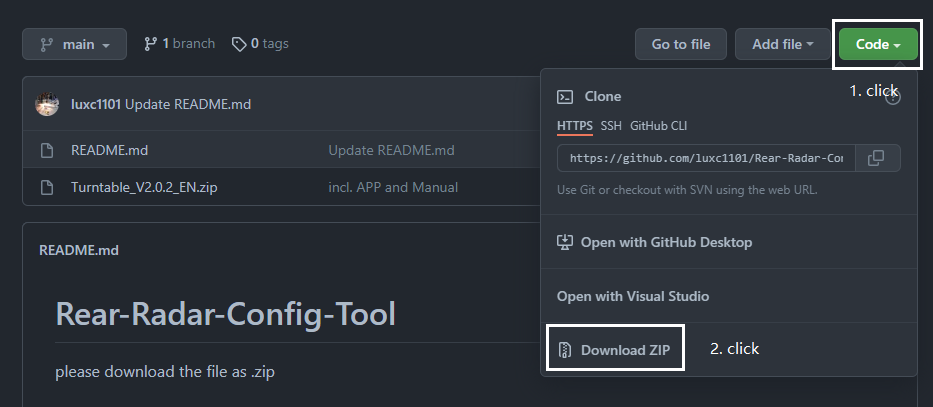 main
1 branch
0 tags
Go to file
Add file
Code
1. click
luxc1101 Update README.md
README.md
Update README.md
Turntable_V2.0.2_EN.zip
incl. APP and Manual
Clone
HTTPS SSH GitHub CLI
https://github.com/luxc1101/Rear-Radar-Con
Use Git or checkout with SVN using the web URL.
Open with GitHub Desktop
Open with Visual Studio
Download ZIP
2. click
README.md
Rear-Radar-Config-Tool
please download the file as .zip